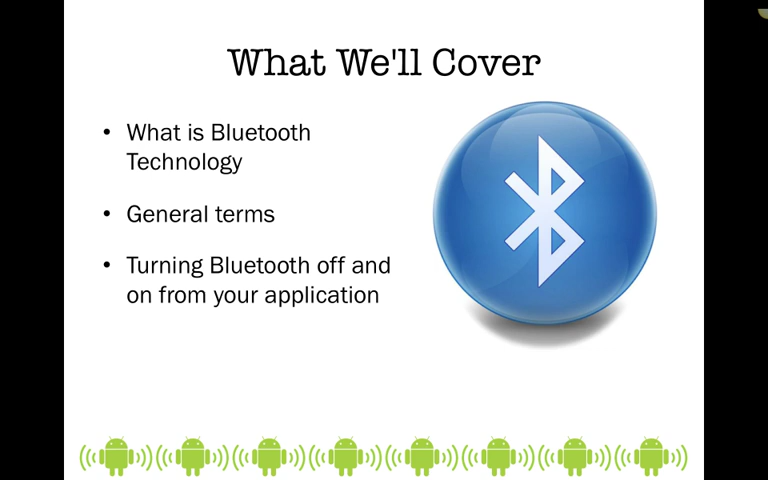 What We'll Cover
• What is Bluetooth
Technology
• General terms
• Turning Bluetooth off and
on from your application